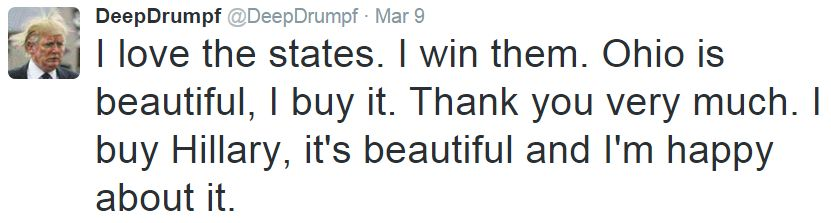 DeepDrumpf @DeepDrumpf · Mar 9
I love the states. I win them. Ohio is
beautiful, I buy it. Thank you very much. I
buy Hillary, it's beautiful and I'm happy
about it.